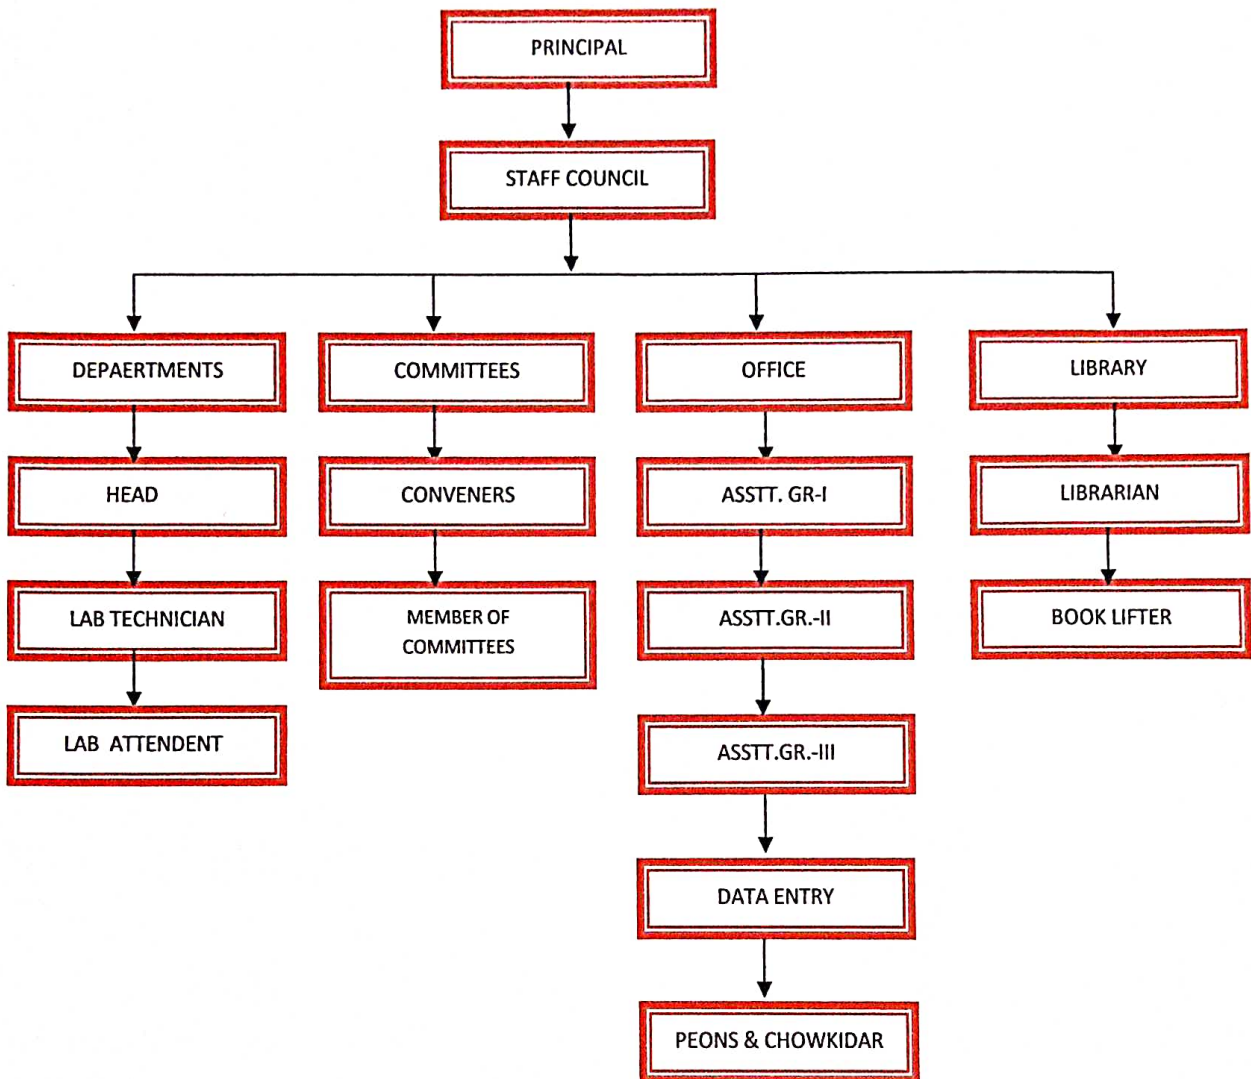 PRINCIPAL
STAFF COUNCIL
DEPAERTMENTS
COMMITTEES
OFFICE
LIBRARY
HEAD
CONVENERS
ASSTT. GR-I
LIBRARIAN
LAB TECHNICIAN
MEMBER OF
COMMITTEES
ASSTT.GR.-II
BOOK LIFTER
LAB ATTENDENT
ASSTT.GR.-III
DATA ENTRY
PEONS & CHOWKIDAR